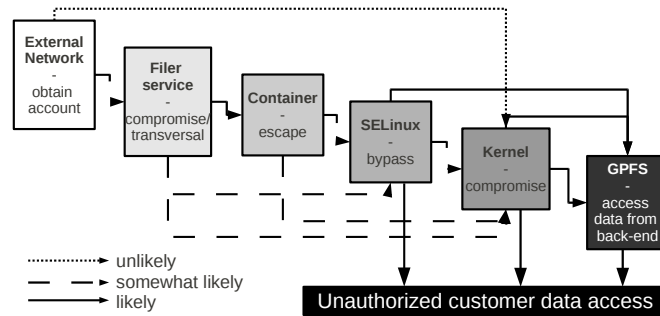 External
Network
-
obtain
account
Filer
service
-
compromise/
transversal
Container
-
escape
SELinux
-
bypass
Kernel
-
compromise
GPFS
-
access
data from
back-end
unlikely
somewhat likely
likely
Unauthorized customer data access